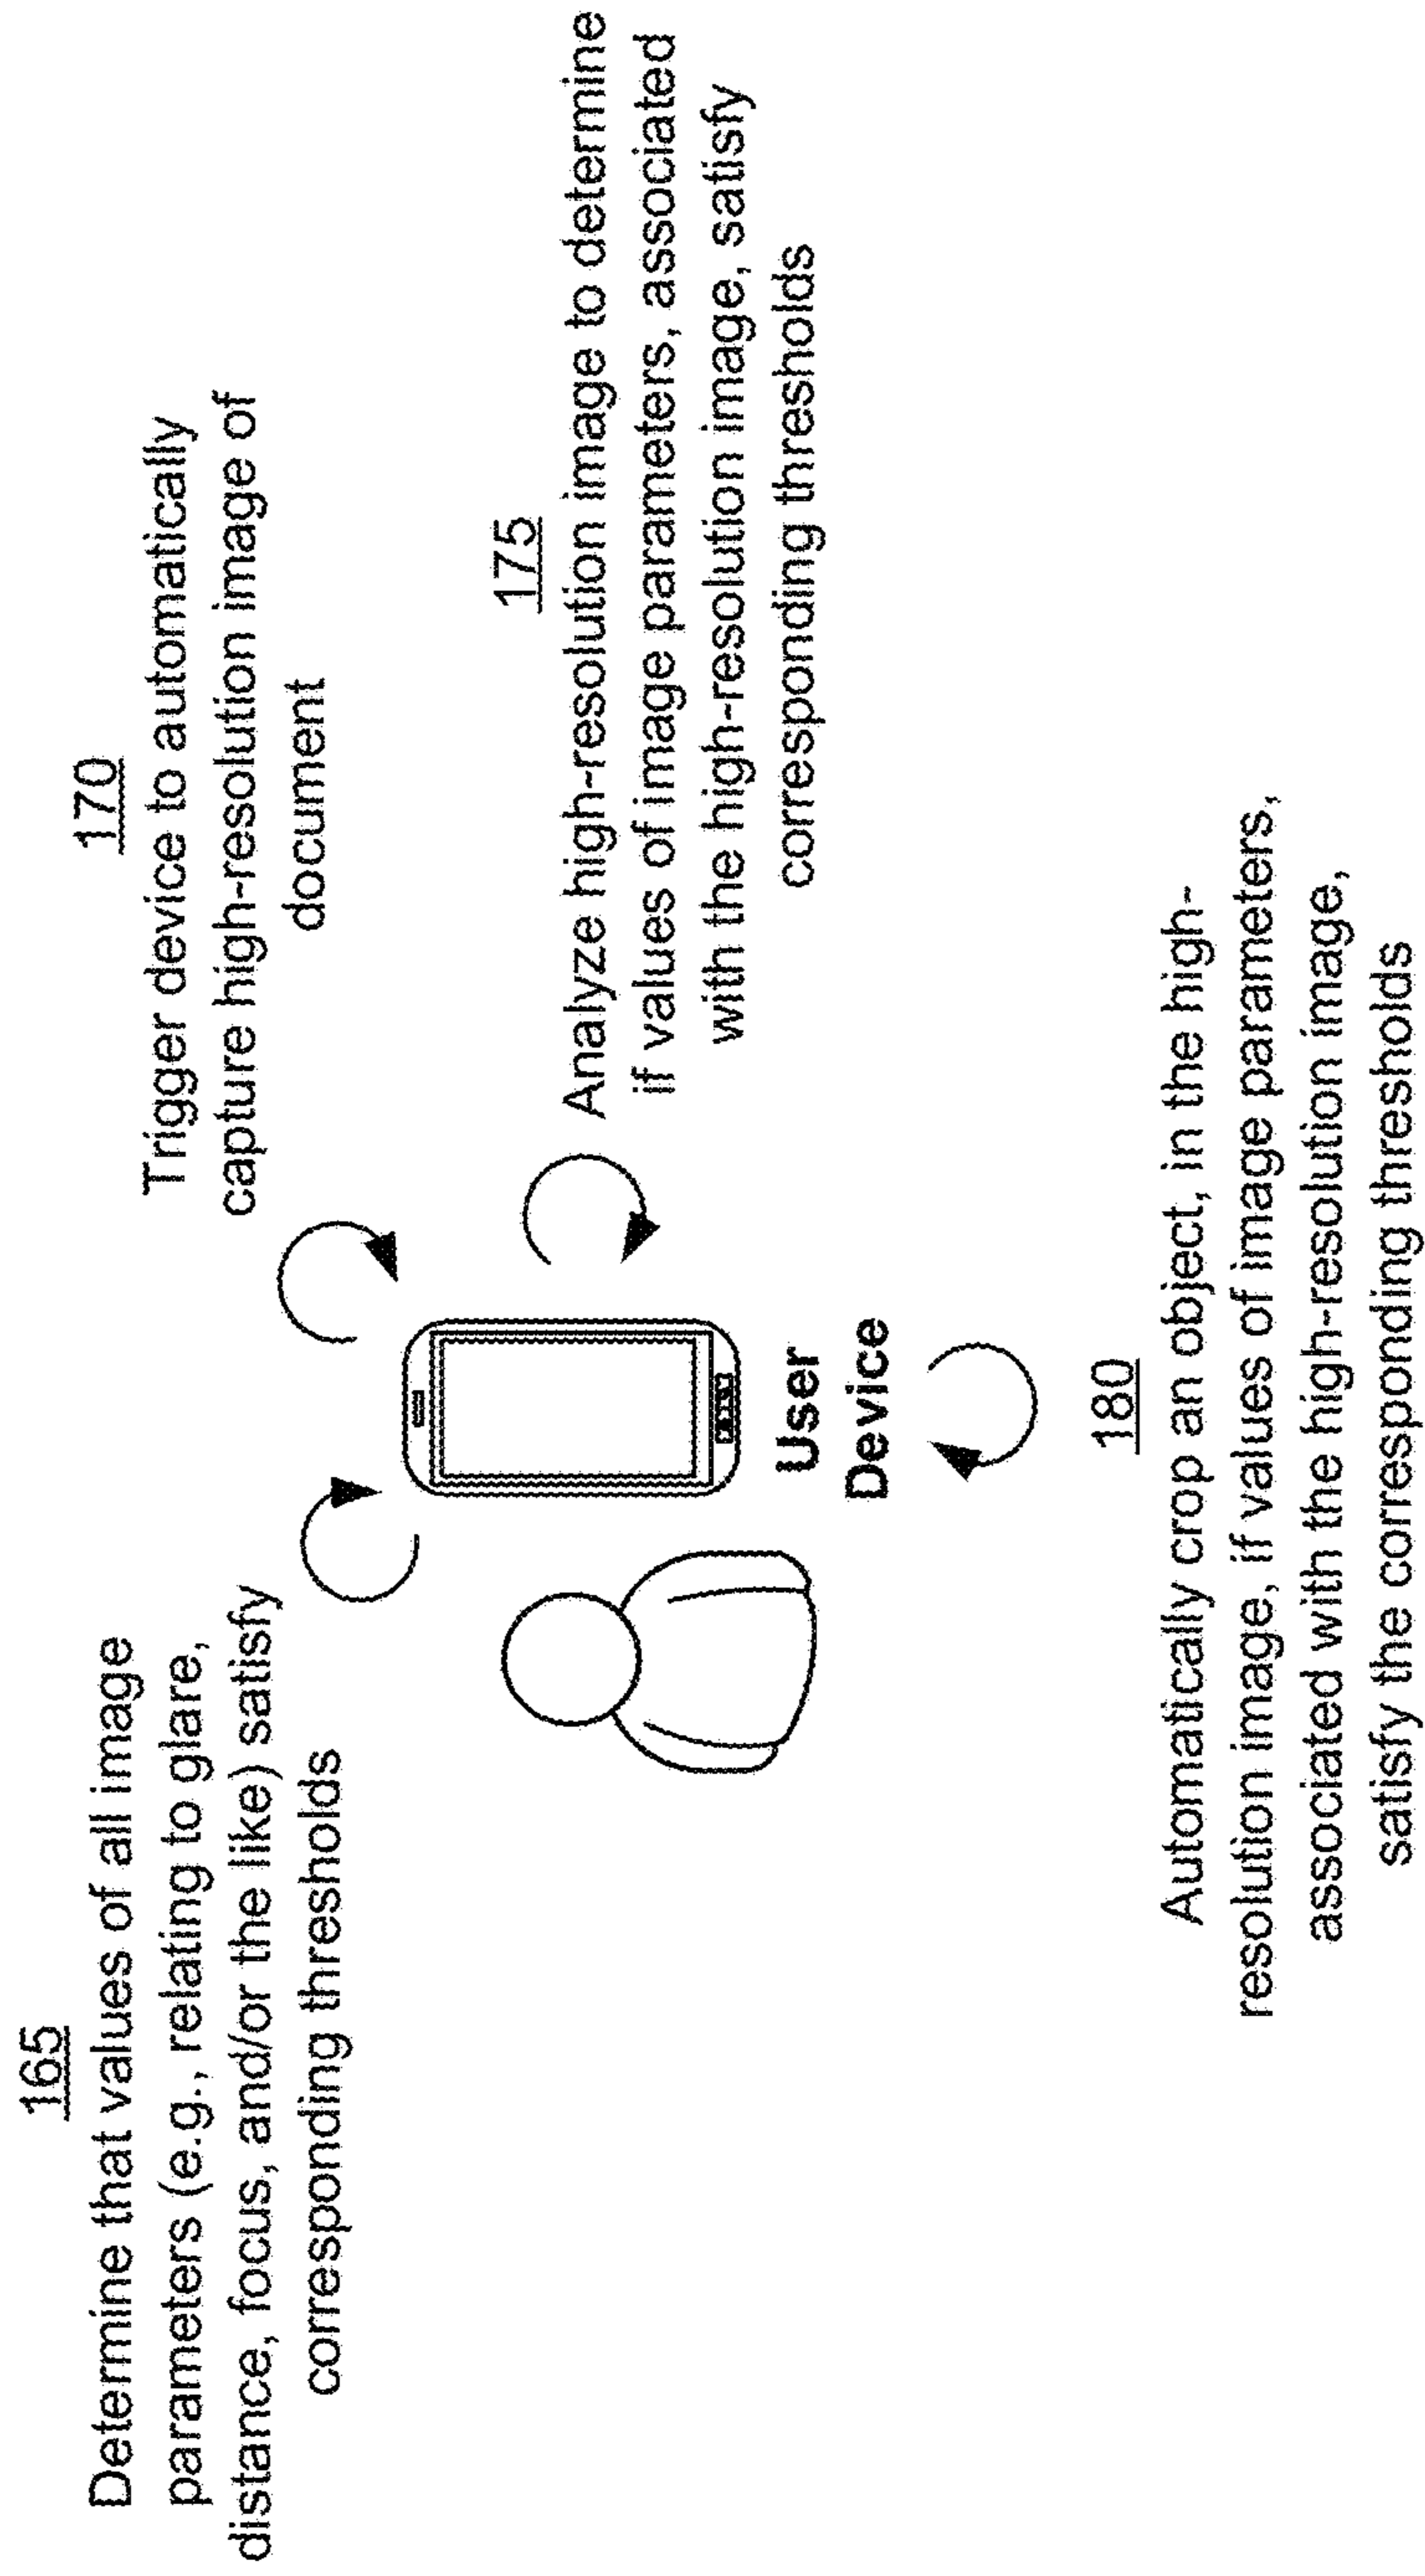 165
Determine that values of all image
parameters (e.g., relating to glare,
distance, focus, and/or the like) satisfy
corresponding thresholds
170
Trigger device to automatically
capture high-resolution image of
document
175
Analyze high-resolution image to determine
if values of image parameters, associated
with the high-resolution image, satisfy
corresponding thresholds
User
Device
180
Automatically crop an object, in the high-
resolution image, if values of image parameters,
associated with the high-resolution image,
satisfy the corresponding thresholds